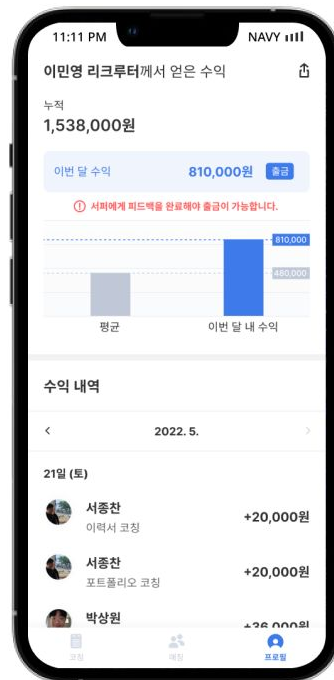 11:11 PM NAVY
이민영 리크루터께서 얻은 수익
누적
1,538,000원
이번 달 수익 810,000원 출금
서퍼에게 피드백을 완료해야 출금이 가능합니다.
810,000
480,000
평균 이번 달 내 수익
수익 내역
2022. 5.
21일 (토)
서종찬
이력서 코칭
+20,000원
서종찬
포트폴리오 코칭
+20,000원
박상원
+36,000원
코칭 매칭 프로필